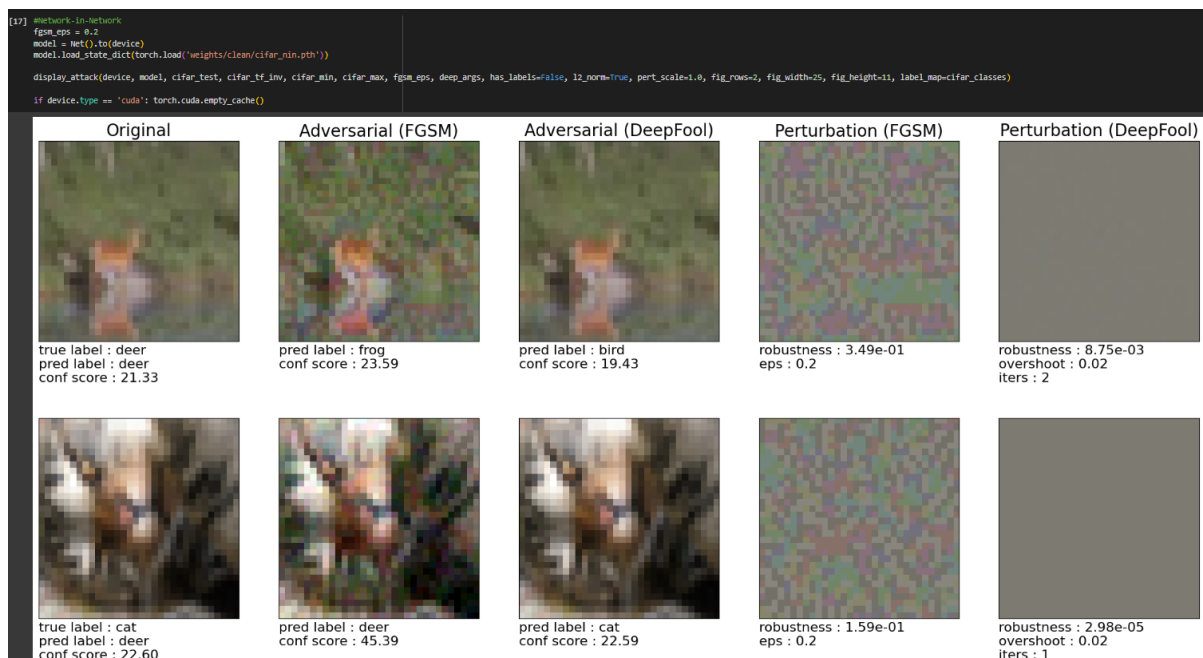 [17] #Network-in-Network
fgsm_eps = 0.2
model = Net().to(device)
model.load_state_dict(torch.load('weights/clean/cifar_nin.pth'))
display_attack(device, model, cifar_test, cifar_tf_inv, cifar_min, cifar_max, fgsm_eps, deep_args, has_labels=False, l2_norm=True, pert_scale=1.0, fig_rows=2, fig_width=25, fig_height=11, label_map=cifar_classes)
if device.type == 'cuda': torch.cuda.empty_cache()
Original Adversarial (FGSM) Adversarial (DeepFool) Perturbation (FGSM) Perturbation (DeepFool)
true label : deer pred label : frog pred label : bird robustness : 3.49e-01 robustness : 8.75e-03
pred label : deer conf score : 23.59 conf score : 19.43 eps : 0.2 overshoot : 0.02
conf score : 21.33 iters : 2
true label : cat pred label : deer pred label : cat robustness : 1.59e-01 robustness : 2.98e-05
pred label : deer conf score : 45.39 conf score : 22.59 eps : 0.2 overshoot : 0.02
conf score : 22.60 iters : 1